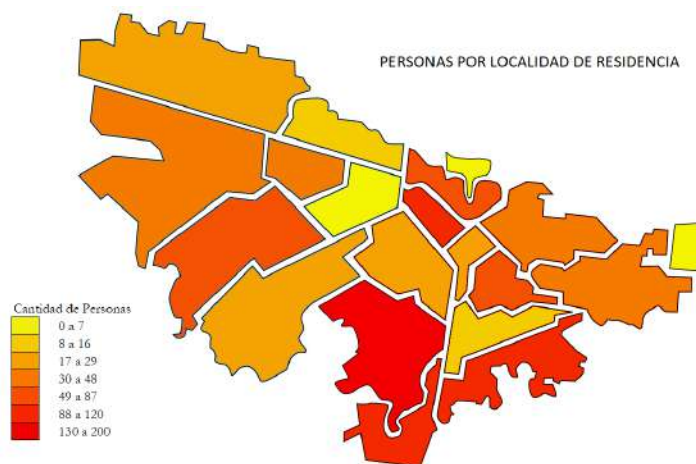 PERSONAS POR LOCALIDAD DE RESIDENCIA
Cantidad de Personas
0 a 7
8 a 16
17 a 29
30 a 48
49 a 87
88 a 120
130 a 200